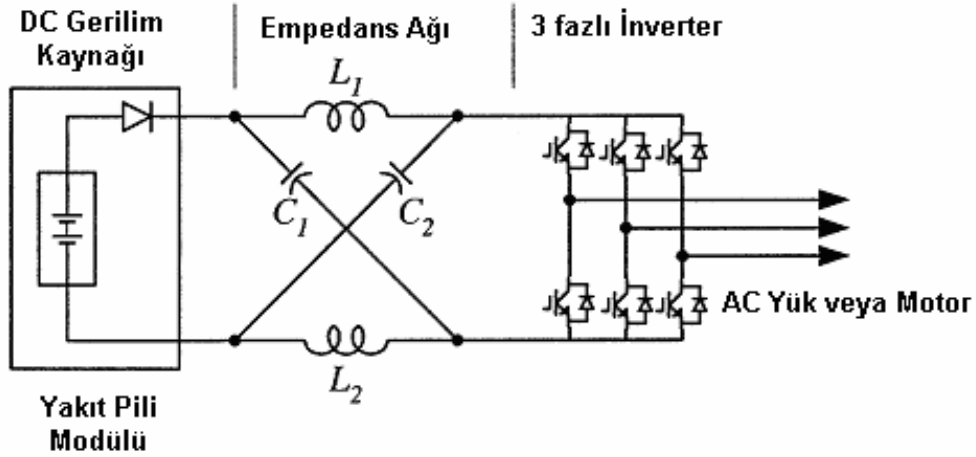 DC Gerilim
Kaynağı
Empedans Ağı
3 fazlı İnverter
L1
C1
C2
L2
AC Yük veya Motor
Yakıt Pili
Modülü